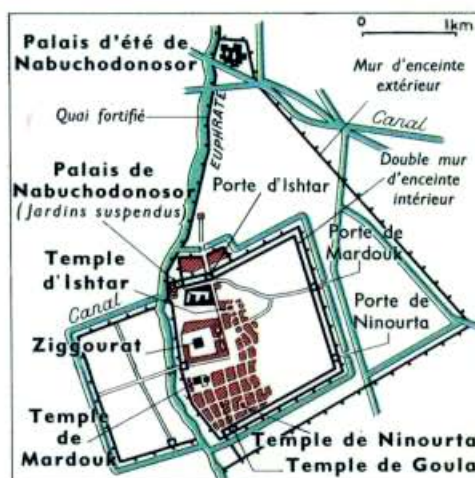 0 1km
Palais d'été de
Nabuchodonosor
Mur d'enceinte
extérieur
Quai fortifié
EUPHRATE
Canal
Palais de
Nabuchodonosor
(Jardins suspendus)
Porte d'Ishtar
Double mur
d'enceinte
intérieur
Temple
d'Ishtar
Porte de
Mardouk
Canal
Porte de
Ninourta
Ziggourat
Temple
de
Mardouk
Temple de Ninourta
Temple de Goula